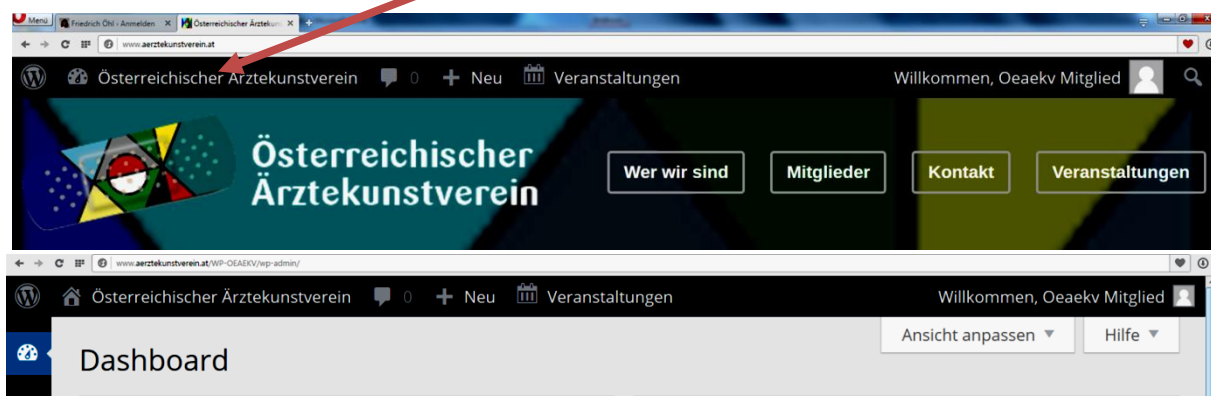 Menü Friedrich Öhl › Anmelden × Österreichischer Ärztekun × +
www.aerztekunstverein.at
Österreichischer Ärztekunstverein 0 + Neu Veranstaltungen Willkommen, Oeaekv Mitglied
Österreichischer
Ärztekunstverein
Wer wir sind Mitglieder Kontakt Veranstaltungen
www.aerztekunstverein.at/WP-OEAEKV/wp-admin/
Österreichischer Ärztekunstverein 0 + Neu Veranstaltungen Willkommen, Oeaekv Mitglied
Ansicht anpassen ▼ Hilfe ▼
Dashboard